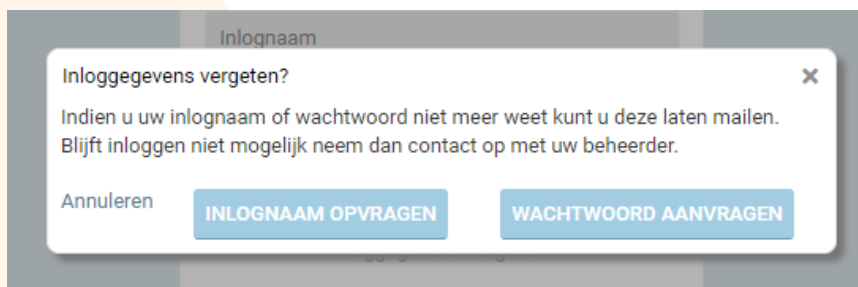 Inlognaam
Inloggegevens vergeten?
Indien u uw inlognaam of wachtwoord niet meer weet kunt u deze laten mailen.
Blijft inloggen niet mogelijk neem dan contact op met uw beheerder.
Annuleren
INLOGNAAM OPVRAGEN
WACHTWOORD AANVRAGEN